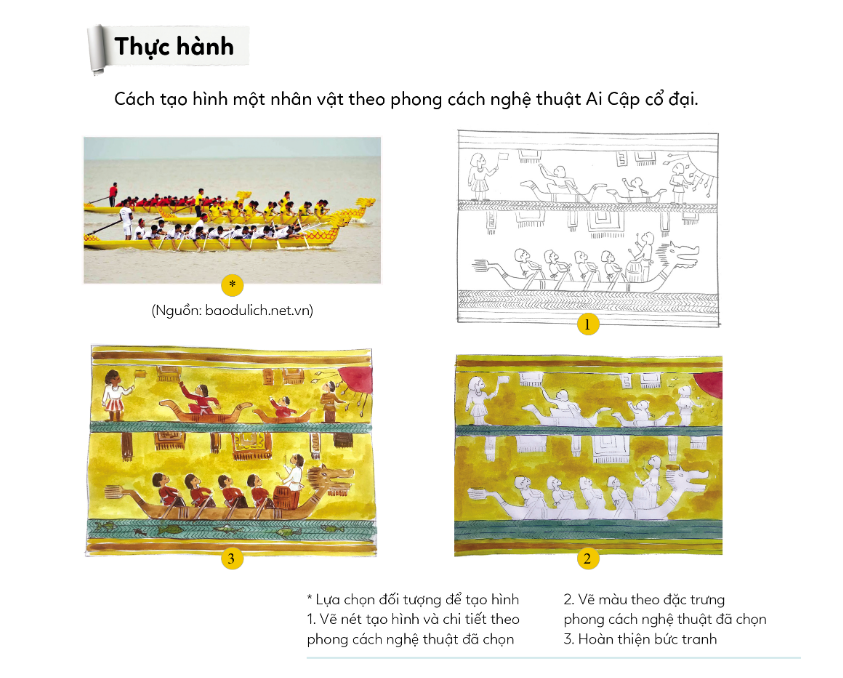 Thực hành
Cách tạo hình một nhân vật theo phong cách nghệ thuật Ai Cập cổ đại.
*
(Nguồn: baodulich.net.vn)
1
3
2
* Lựa chọn đối tượng để tạo hình
1. Vẽ nét tạo hình và chi tiết theo
phong cách nghệ thuật đã chọn
2. Vẽ màu theo đặc trưng
phong cách nghệ thuật đã chọn
3. Hoàn thiện bức tranh